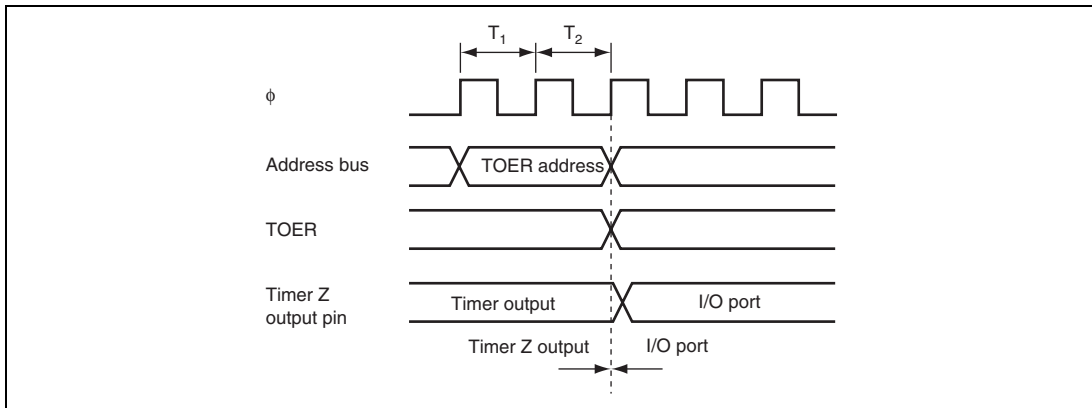 T1 T2
φ
Address bus TOER address
TOER
Timer Z
output pin
Timer output I/O port
Timer Z output I/O port